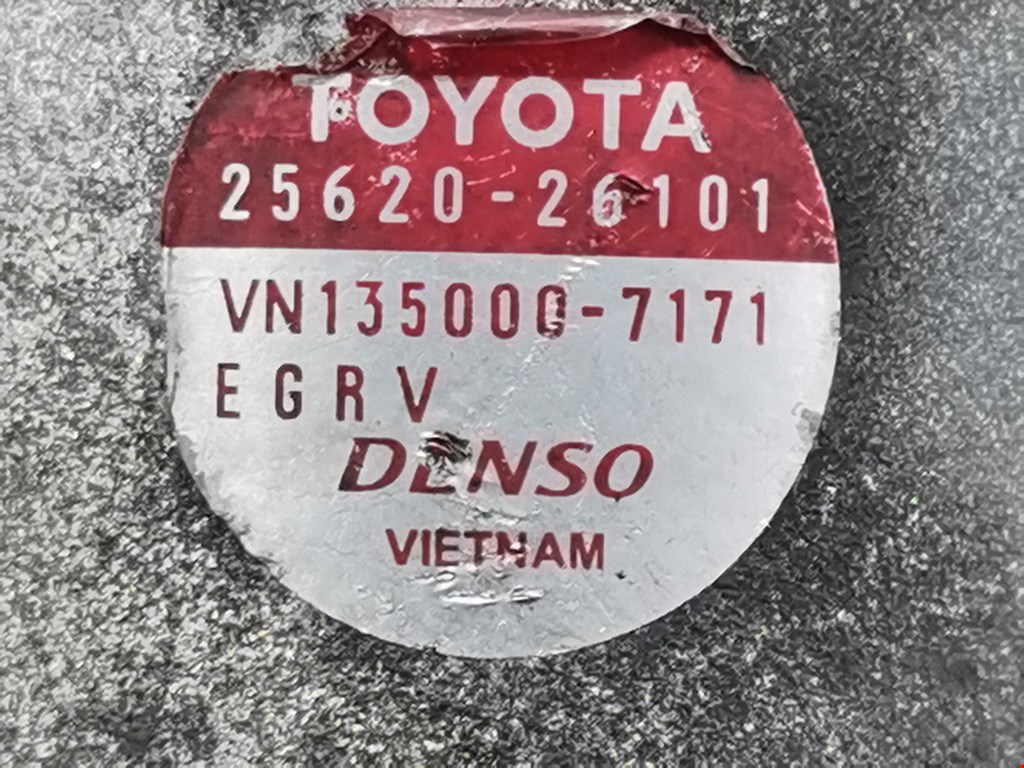 TOYOTA
25620-26101
VN135000-7171
EGRV
DENSO
VIETNAM